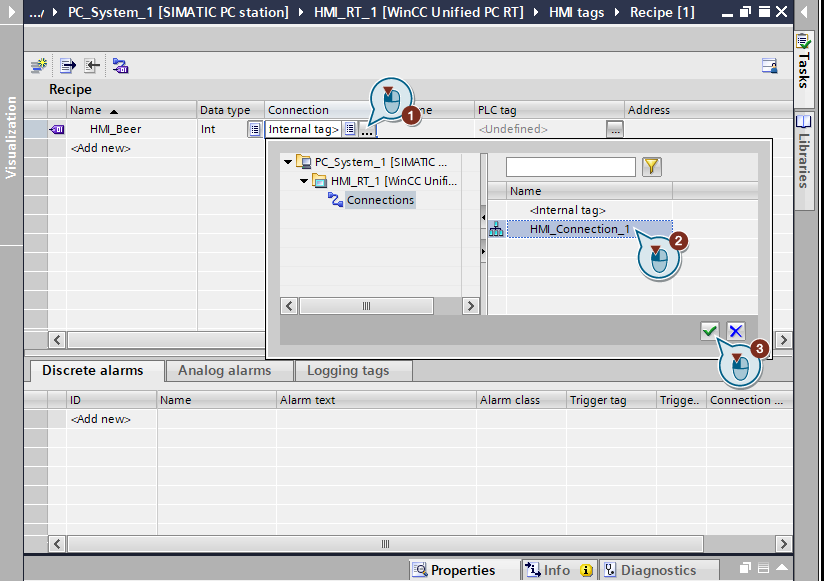 .../ PC_System_1 [SIMATIC PC station] HMI_RT_1 [WinCC Unified PC RT] HMI tags Recipe [1]
Visualization
Tasks
Libraries
Recipe
Name Data type Connection me PLC tag Address
HMI_Beer Int Internal tag> ... <Undefined> ...
<Add new>
1
PC_System_1 [SIMATIC ...
HMI_RT_1 [WinCC Unifi...
Connections
Name
<Internal tag>
HMI_Connection_1
2
3
Discrete alarms Analog alarms Logging tags
ID Name Alarm text Alarm class Trigger tag Trigge.. Connection ...
<Add new>
Properties Info Diagnostics